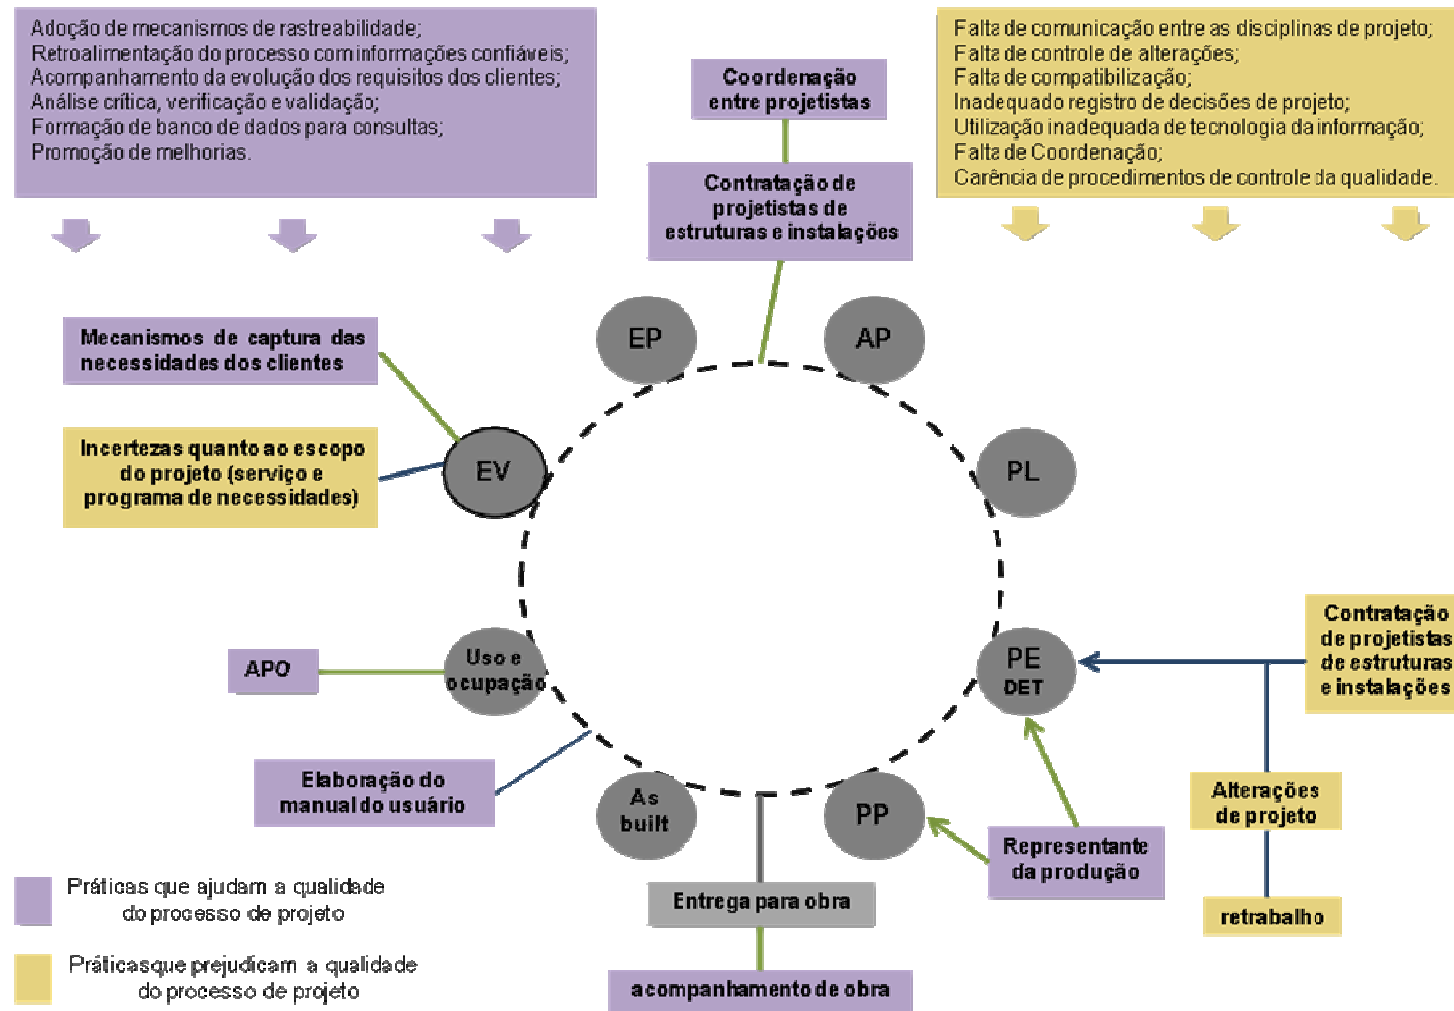 Adoção de mecanismos de rastreabilidade;
Retroalimentação do processo com informações confiáveis;
Acompanhamento da evolução dos requisitos dos clientes;
Análise crítica, verificação e validação;
Formação de banco de dados para consultas;
Promoção de melhorias.
Coordenação
entre projetistas
Contratação de
projetistas de
estruturas e instalações
Falta de comunicação entre as disciplinas de projeto;
Falta de controle de alterações;
Falta de compatibilização;
Inadequado registro de decisões de projeto;
Utilização inadequada de tecnologia da informação;
Falta de Coordenação;
Carência de procedimentos de controle da qualidade.
Mecanismos de captura das
necessidades dos clientes
Incertezas quanto ao escopo
do projeto (serviço e
programa de necessidades)
EP
AP
EV
PL
APO
Uso e
ocupação
PE
DET
Contratação
de projetistas
de estruturas
e instalações
Elaboração do
manual do usuário
As
built
PP
Representante
da produção
Alterações
de projeto
retrabalho
Entrega para obra
acompanhamento de obra
Práticas que ajudam a qualidade
do processo de projeto
Práticas que prejudicam a qualidade
do processo de projeto